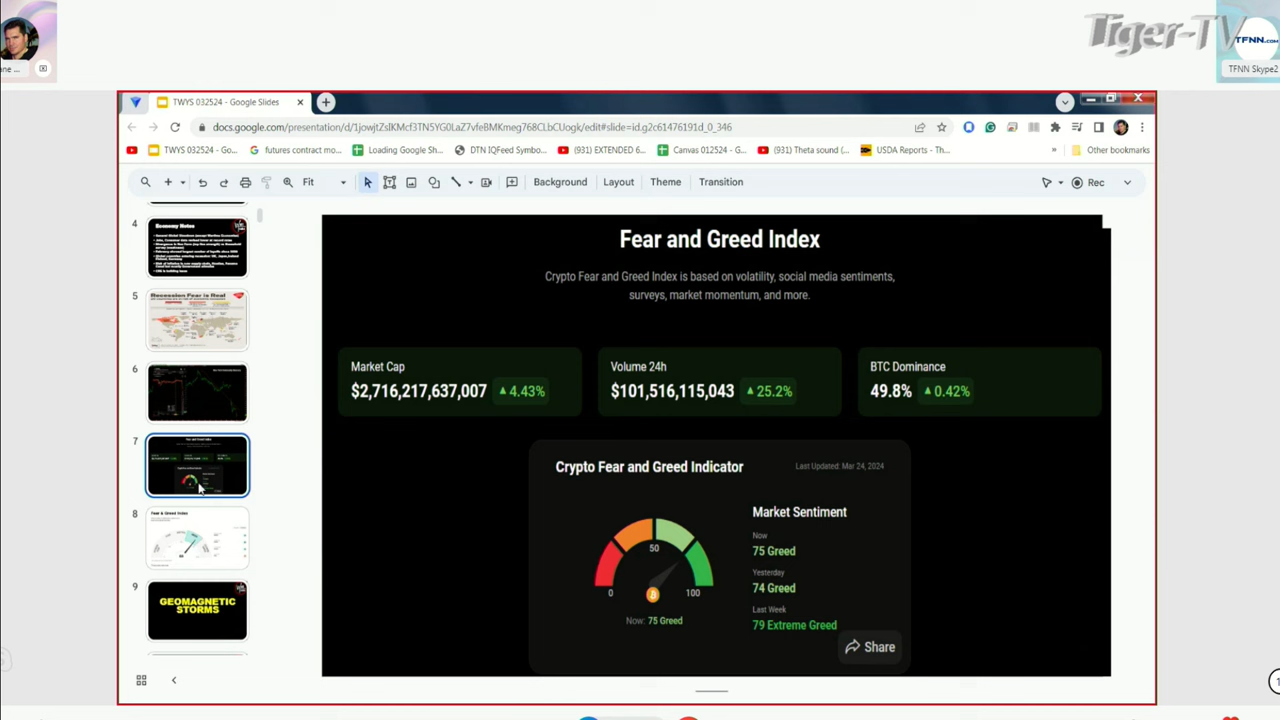 Tiger-TV
TFNN.COM
TFNN Skype2
ane ...
TWYS 032524 - Google Slides
docs.google.com/presentation/d/1jowjtZslKMcf3TN5YG0LaZ7vfeBMKmeg768CLbCUogk/edit#slide=id.g2c61476191d_0_346
TWYS 032524 - Go...
futures contract mo...
Loading Google Sh...
DTN IQFeed Symbo...
(931) EXTENDED 6...
Canvas 012524 - G...
(931) Theta sound (...
USDA Reports - Th...
»
Other bookmarks
Fit
Background
Layout
Theme
Transition
Rec
4
Economy Notes
5
Recession Fear is Real
6
7
8
Fear & Greed Index
9
GEOMAGNETIC
STORMS
Fear and Greed Index
Crypto Fear and Greed Index is based on volatility, social media sentiments,
surveys, market momentum, and more.
Market Cap
$2,716,217,637,007 4.43%
Volume 24h
$101,516,115,043 25.2%
BTC Dominance
49.8% 0.42%
Crypto Fear and Greed Indicator
Last Updated: Mar 24, 2024
50
0
100
Now: 75 Greed
Market Sentiment
Now
75 Greed
Yesterday
74 Greed
Last Week
79 Extreme Greed
Share